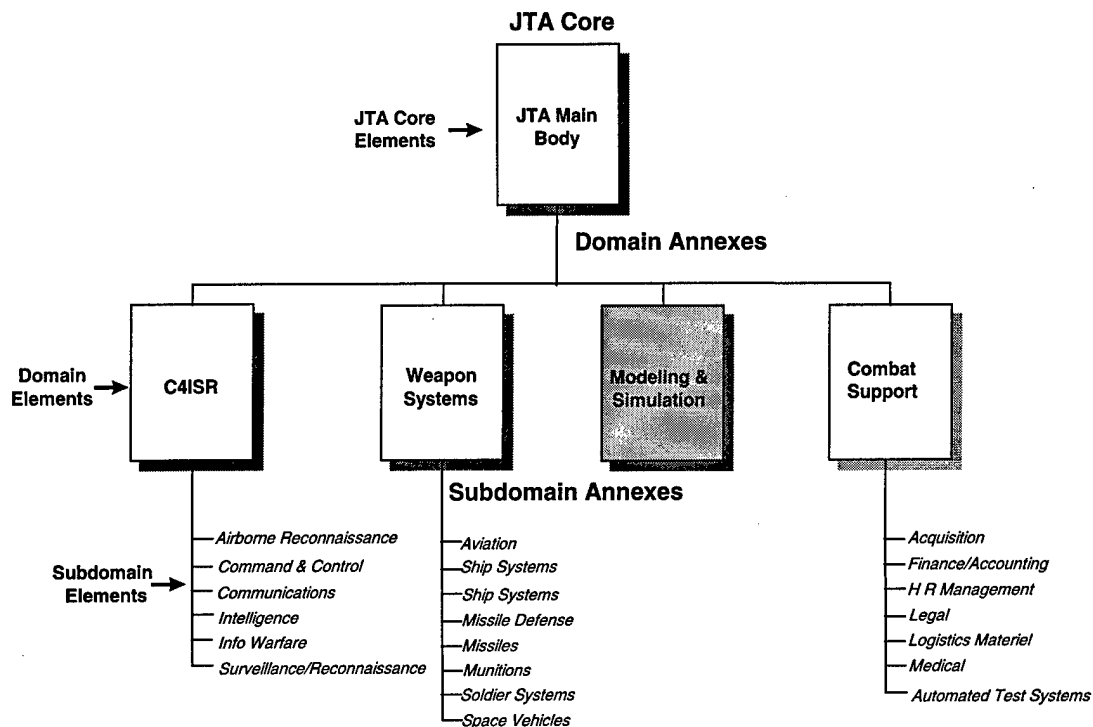 JTA Core
JTA Main
Body
JTA Core
Elements
Domain Annexes
Domain
Elements
C4ISR
Weapon
Systems
Modeling &
Simulation
Combat
Support
Subdomain Annexes
Subdomain
Elements
Airborne Reconnaissance
Command & Control
Communications
Intelligence
Info Warfare
Surveillance/Reconnaissance
Aviation
Ship Systems
Ship Systems
Missile Defense
Missiles
Munitions
Soldier Systems
Space Vehicles
Acquisition
Finance/Accounting
H R Management
Legal
Logistics Materiel
Medical
Automated Test Systems